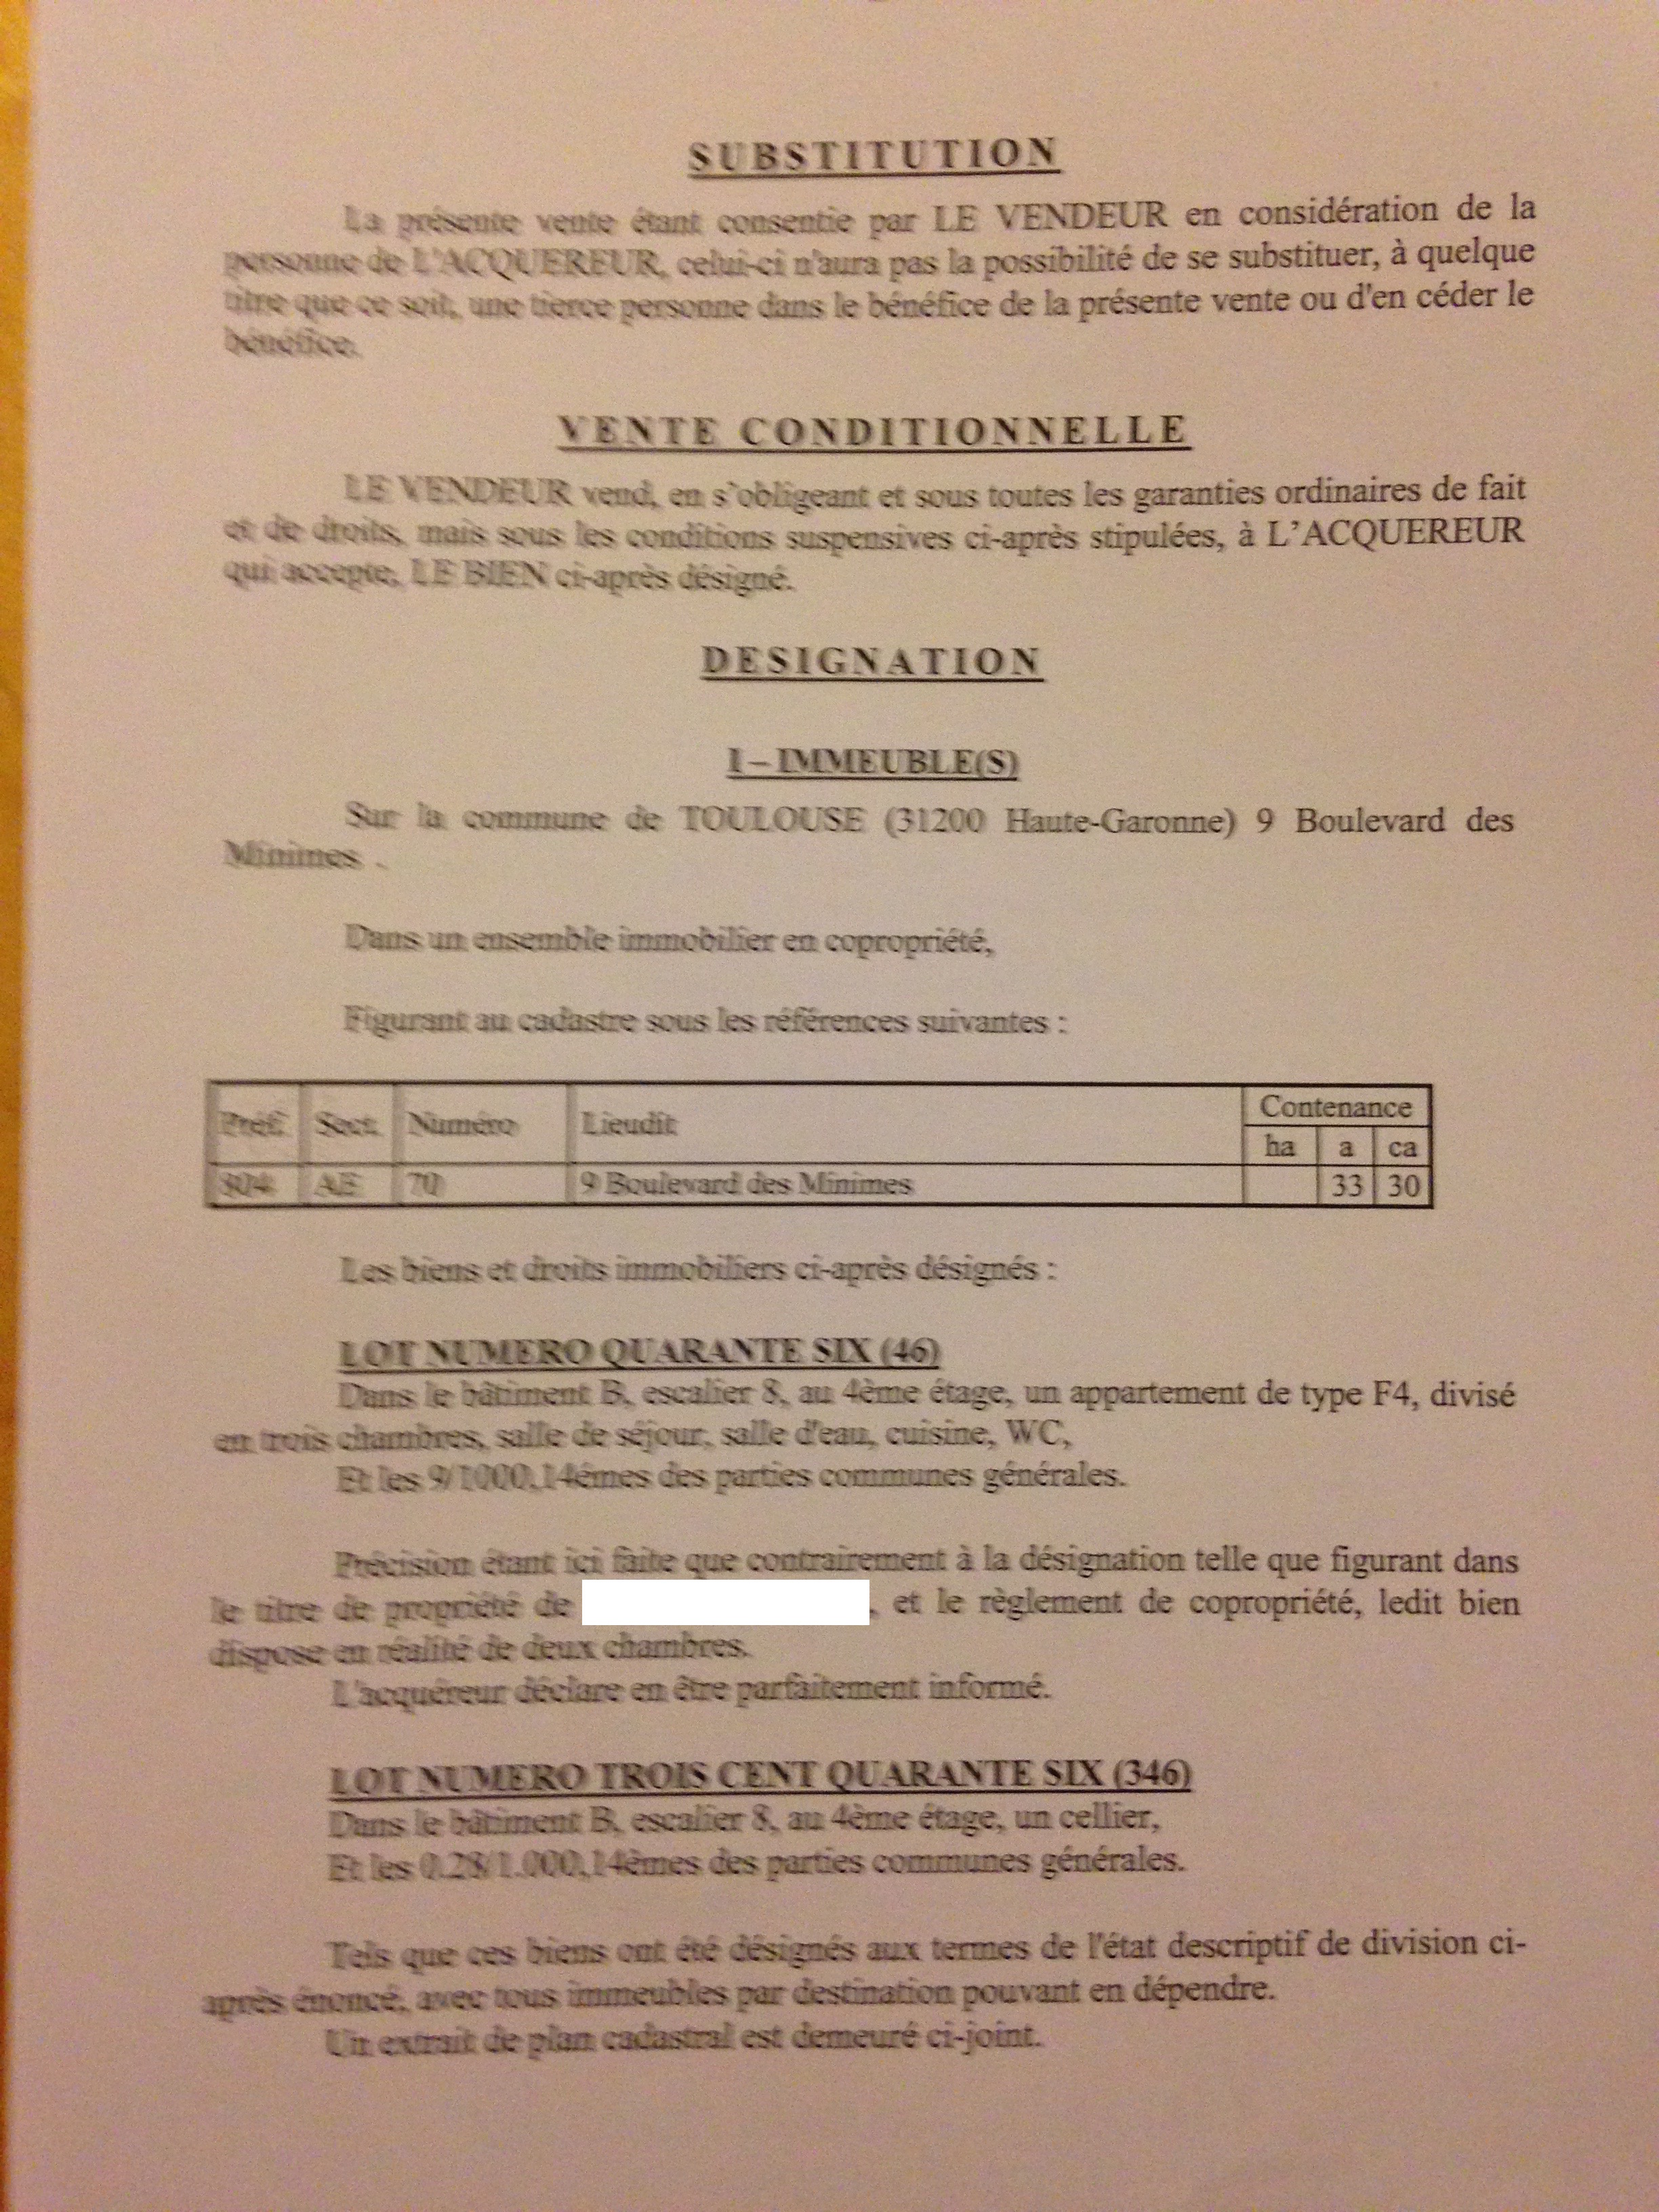 SUBSTITUTION
La présente vente étant consentie par LE VENDEUR en considération de la
personne de L'ACQUEREUR, celui-ci n'aura pas la possibilité de se substituer, à quelque
titre que ce soit, une tierce personne dans le bénéfice de la présente vente ou d'en céder le
bénéfice.
VENTE CONDITIONNELLE
LE VENDEUR vend, en s'obligeant et sous toutes les garanties ordinaires de fait
et de droits, mais sous les conditions suspensives ci-après stipulées, à L'ACQUEREUR
qui accepte, LE BIEN ci-après désigné.
DESIGNATION
I – IMMEUBLE(S)
Sur la commune de TOULOUSE (31200 Haute-Garonne) 9 Boulevard des
Minimes .
Dans un ensemble immobilier en copropriété,
Figurant au cadastre sous les références suivantes :
Préf. Sect. Numéro Lieudit Contenance
ha a ca
AE 70 9 Boulevard des Minimes 33 30
Les biens et droits immobiliers ci-après désignés :
LOT NUMERO QUARANTE SIX (46)
Dans le bâtiment B, escalier 8, au 4ème étage, un appartement de type F4, divisé
en trois chambres, salle de séjour, salle d'eau, cuisine, WC,
Et les 9/1000,14émes des parties communes générales.
Précision étant ici faite que contrairement à la désignation telle que figurant dans
le titre de propriété de , et le règlement de copropriété, ledit bien
dispose en réalité de deux chambres.
L'acquéreur déclare en être parfaitement informé.
LOT NUMERO TROIS CENT QUARANTE SIX (346)
Dans le bâtiment B, escalier 8, au 4ème étage, un cellier,
Et les 0.28/1.000,14èmes des parties communes générales.
Tels que ces biens ont été désignés aux termes de l'état descriptif de division ci-
après énoncé, avec tous immeubles par destination pouvant en dépendre.
Un extrait de plan cadastral est demeuré ci-joint.